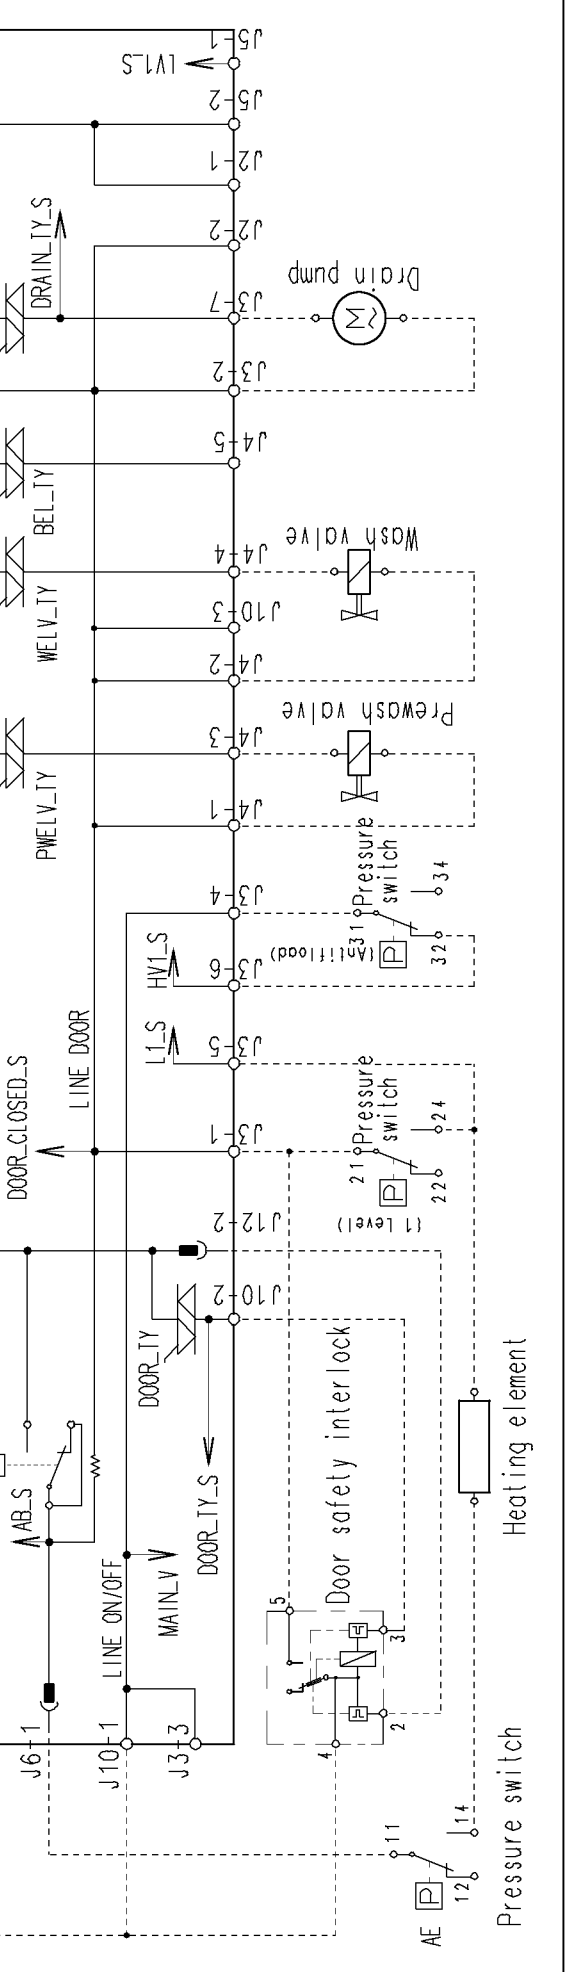 J5-1
LV1_S
J5-2
J2-1
J2-2
DRAIN_TY_S
Drain pump
J3-7
M
~
J3-2
J4-5
BEL_TY
Wash valve
J4-4
WELV_TY
J10-3
J4-2
Prewash valve
J4-3
PWELV_TY
J4-1
Pressure
switch
34
J3-4
31
32
P
(Antifload)
HV1_S
J3-6
LINE DOOR
L1_S
J3-5
DOOR_CLOSED_S
Pressure
switch
24
J3-1
21
22
P
(1 Level)
J12-2
J10-2
DOOR_TY
Door safety interlock
Heating element
DOOR_TY_S
AB_S
LINE ON/OFF
MAIN_V
5
3
2
4
J6-1
J10-1
J3-3
Pressure switch
11
14
12
P
AE